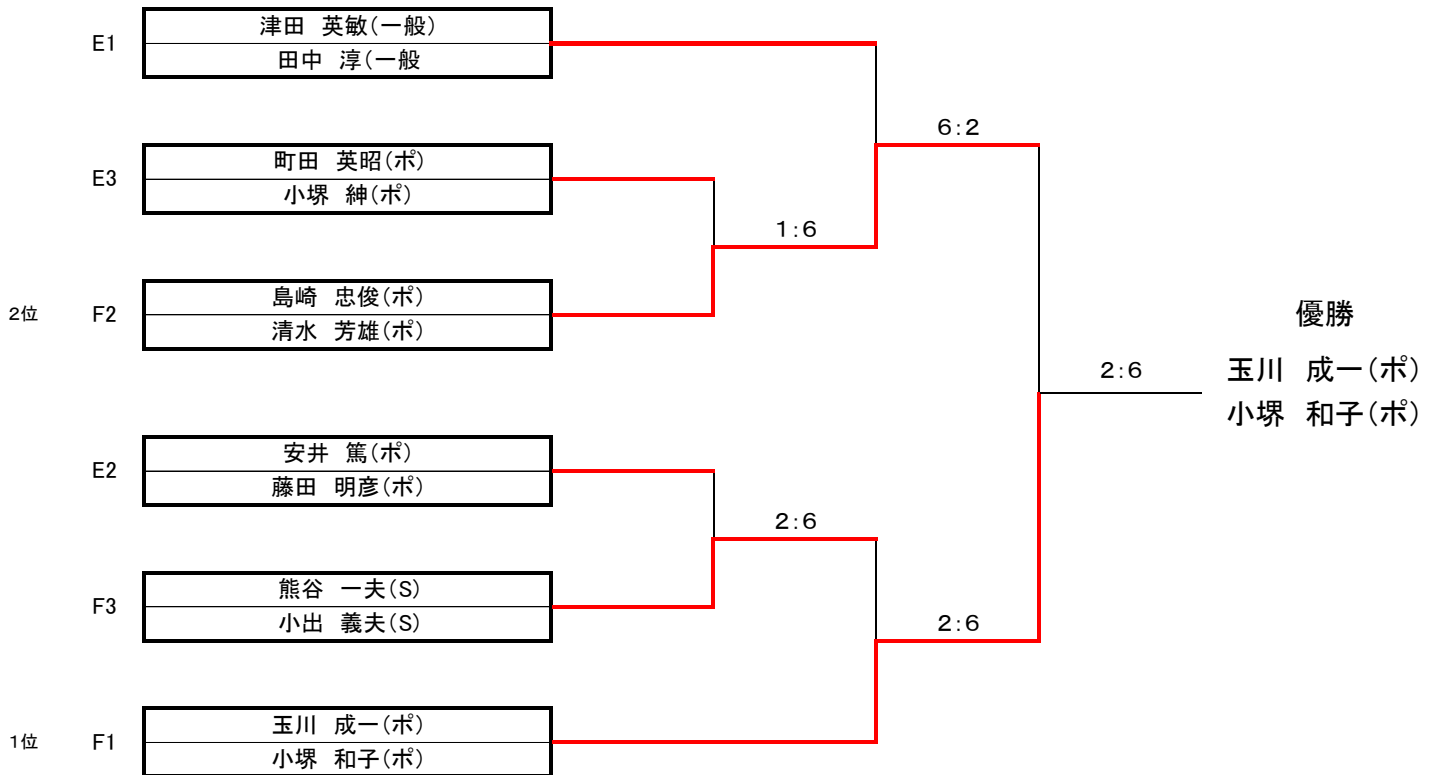 津田　英敏(一般)
E1
田中　淳(一般
6:2
町田　英昭(ポ)
E3
小堺　紳(ポ)
1:6
島崎　忠俊(ポ)
2位　F2
清水　芳雄(ポ)
優勝
2:6
玉川　成一(ポ)
小堺　和子(ポ)
安井　篤(ポ)
E2
藤田　明彦(ポ)
2:6
熊谷　一夫(S)
F3
小出　義夫(S)
2:6
玉川　成一(ポ)
1位　F1
小堺　和子(ポ)